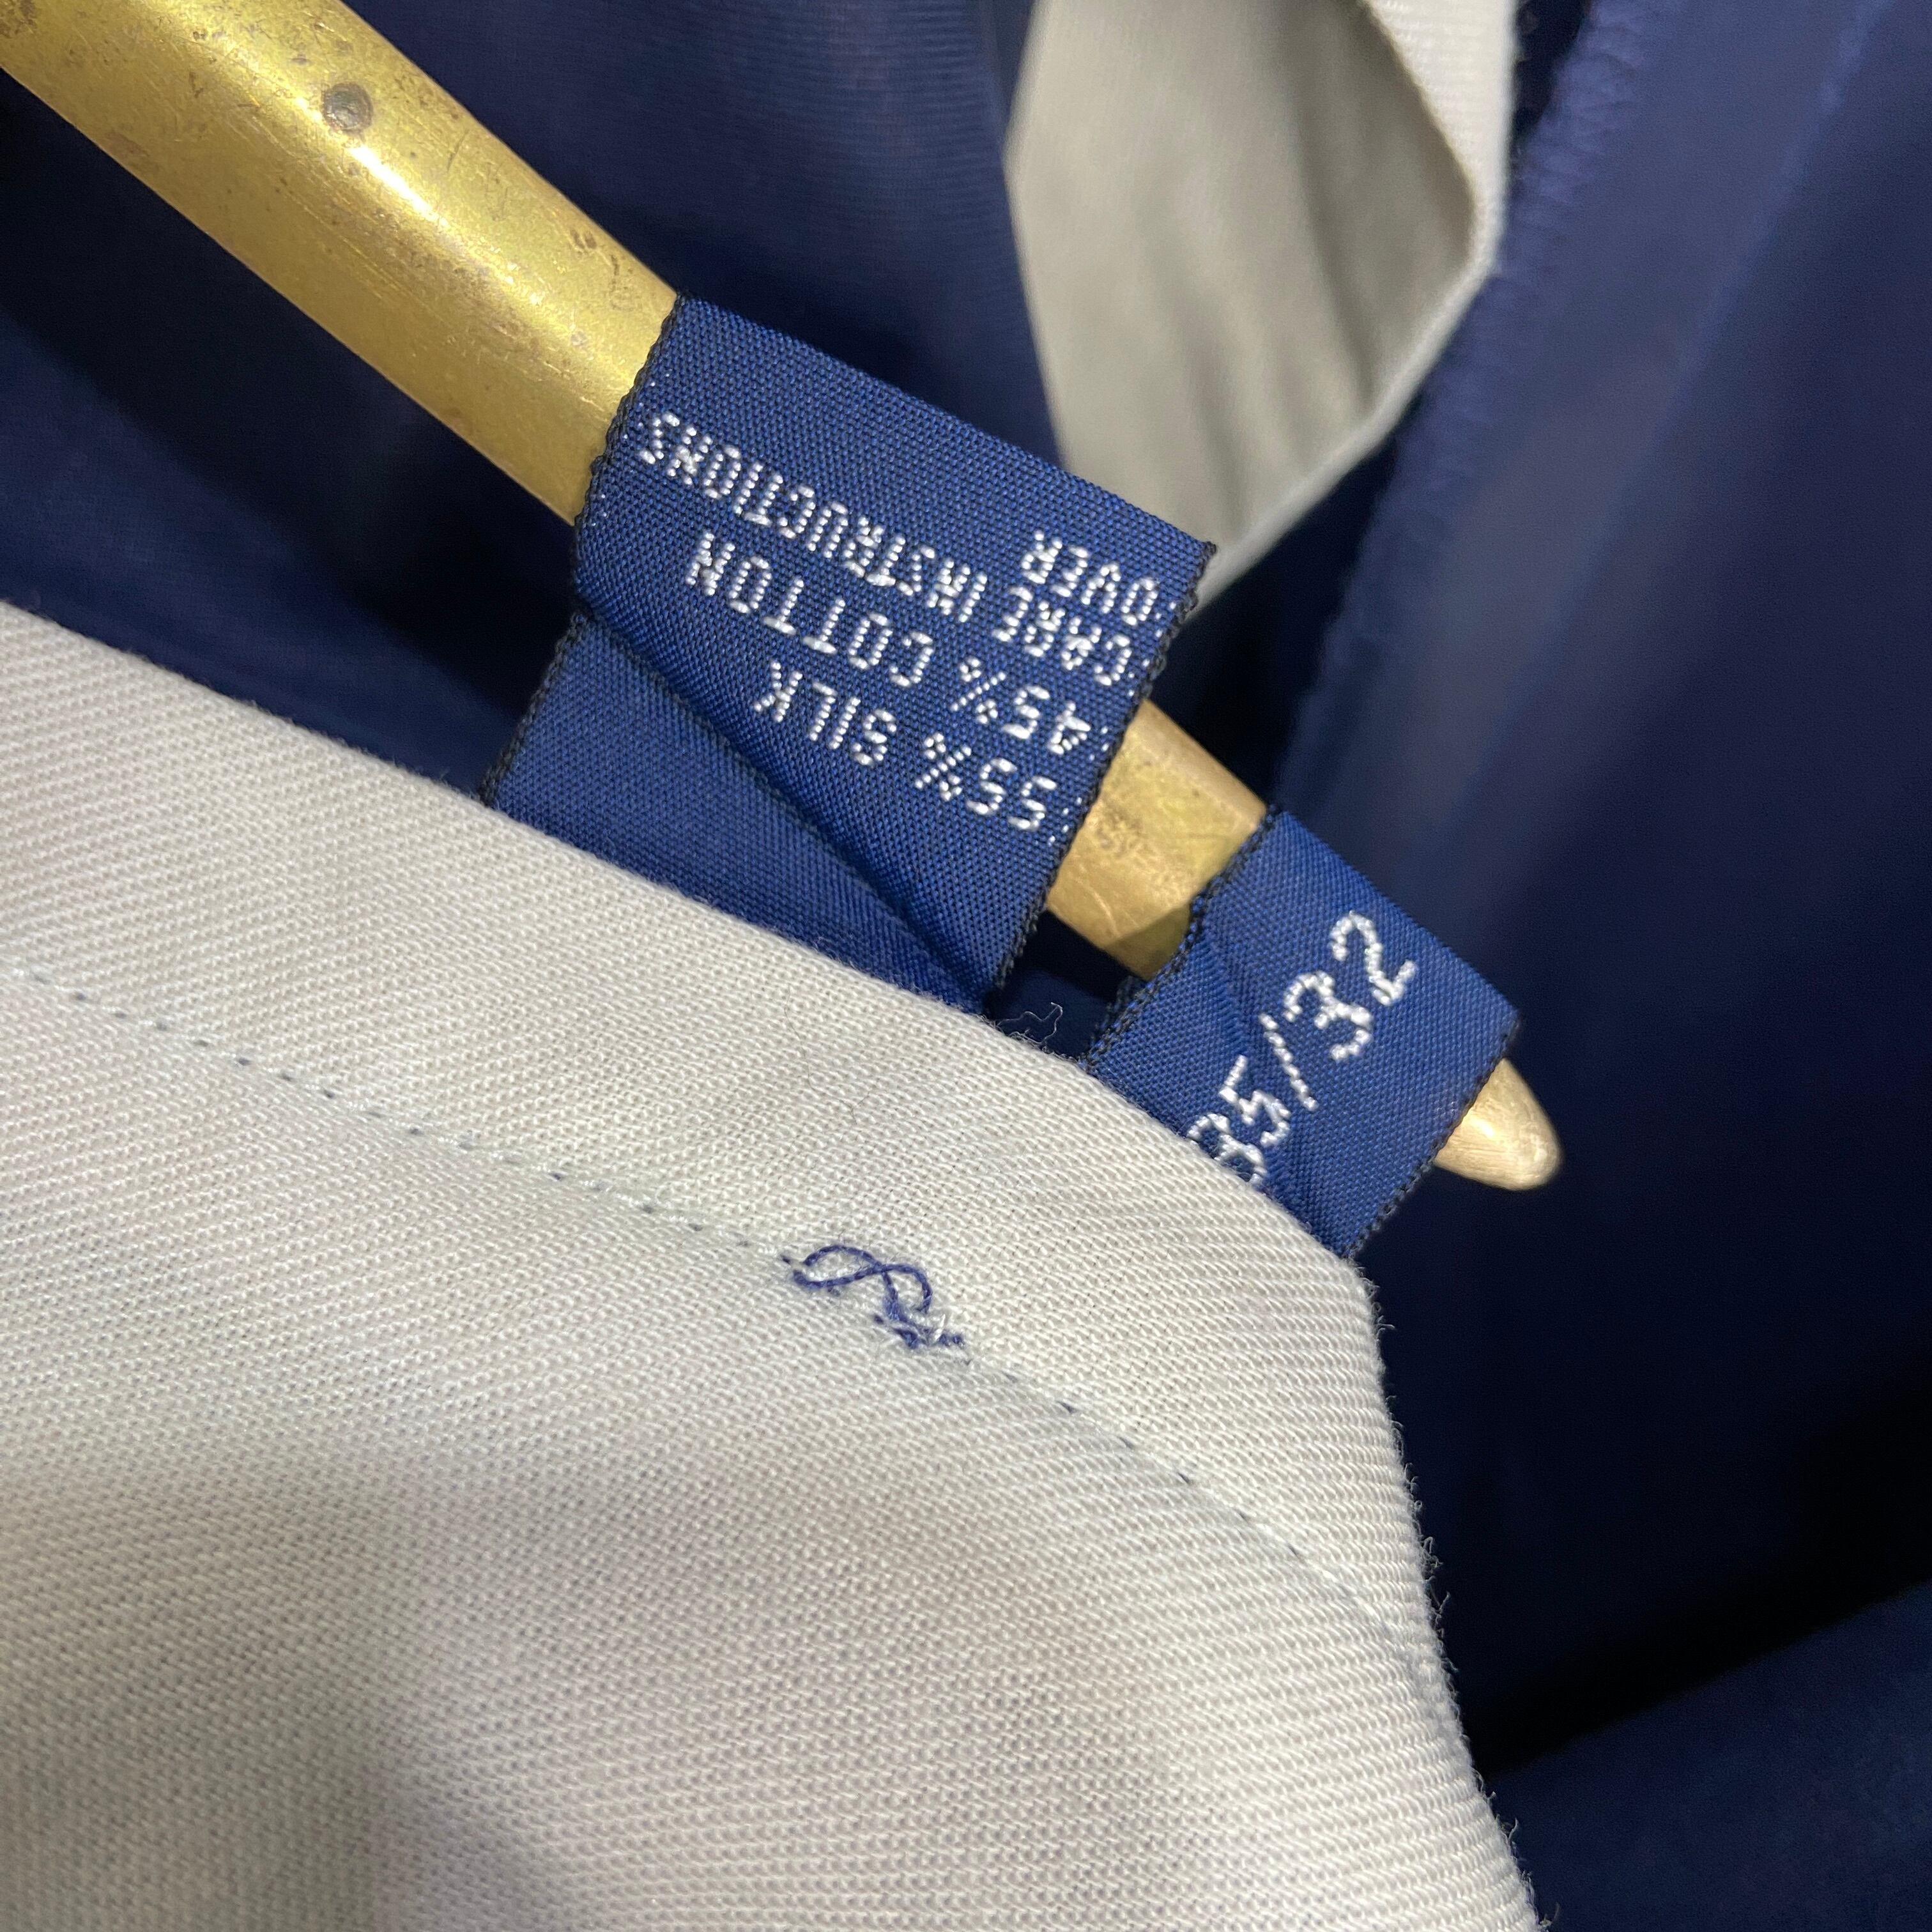 55% SILK
45% COTTON
CARE INSTRUCTIONS
OVER
35/32